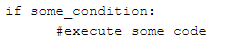 if some_condition:
      #execute some code